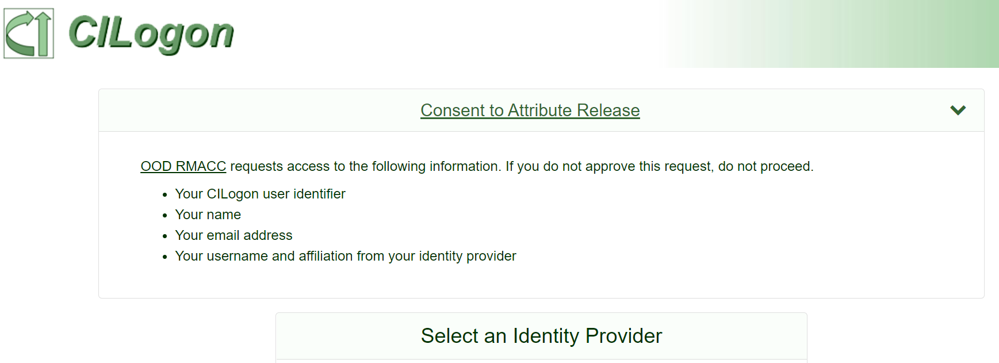 CILogon
Consent to Attribute Release
OOD RMACC requests access to the following information. If you do not approve this request, do not proceed.
• Your CILogon user identifier
• Your name
• Your email address
• Your username and affiliation from your identity provider
Select an Identity Provider